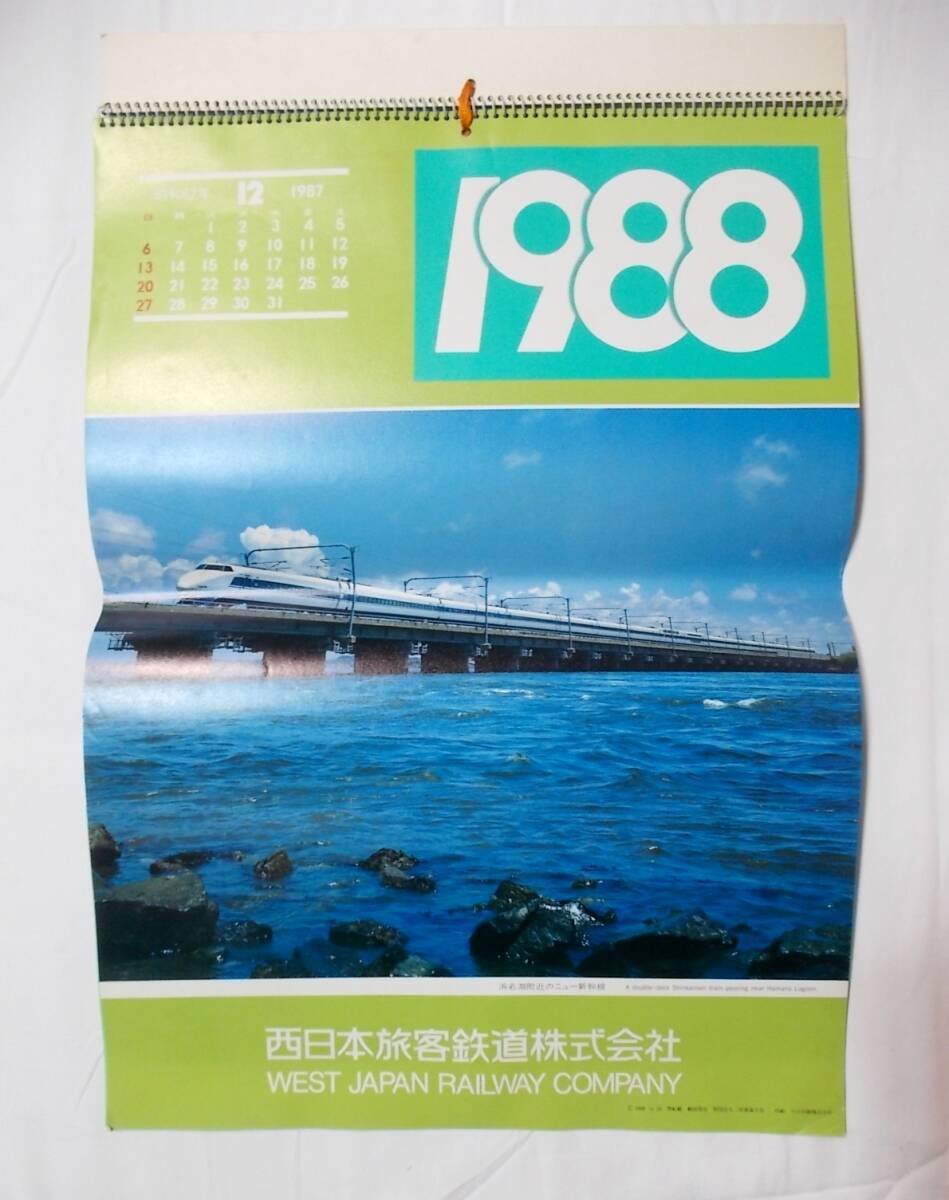 12 1987
1 2 3 4 5
6 7 8 9 10 11 12
13 14 15 16 17 18 19
20 21 22 23 24 25 26
27 28 29 30 31
1988
浜名湖附近のニュー新幹線 A double-deck Shinkansen train passing near Hamana Lagoon.
西日本旅客鉄道株式会社
WEST JAPAN RAILWAY COMPANY